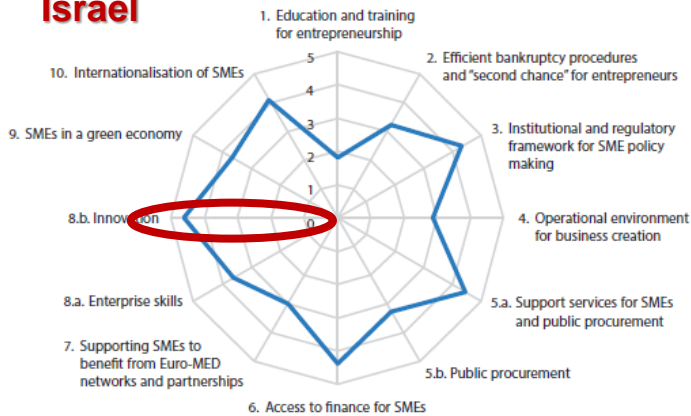 Israel
1. Education and training
for entrepreneurship
2. Efficient bankruptcy procedures
and "second chance" for entrepreneurs
3. Institutional and regulatory
framework for SME policy
making
4. Operational environment
for business creation
5.a. Support services for SMEs
and public procurement
5.b. Public procurement
6. Access to finance for SMEs
7. Supporting SMEs to
benefit from Euro-MED
networks and partnerships
8.a. Enterprise skills
8.b. Innovation
9. SMEs in a green economy
10. Internationalisation of SMEs
5
4
3
2
1
0